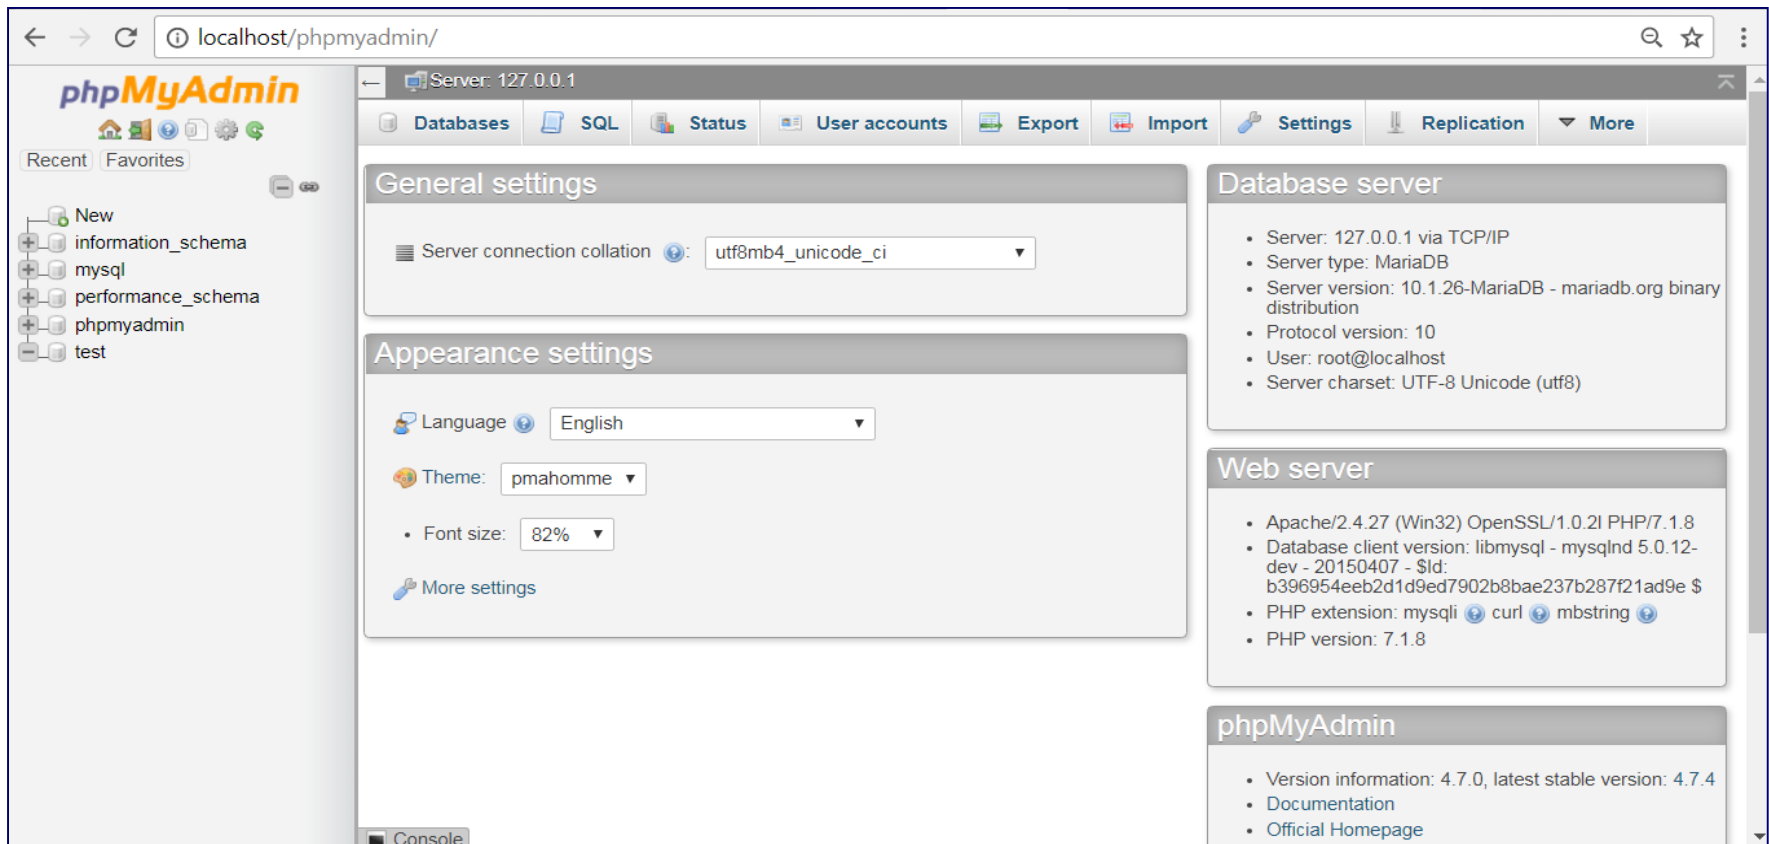 localhost/phpmyadmin/
phpMyAdmin
Recent Favorites
New
information_schema
mysql
performance_schema
phpmyadmin
test
Server: 127.0.0.1
Databases SQL Status User accounts Export Import Settings Replication More
General settings
Server connection collation : utf8mb4_unicode_ci
Appearance settings
Language English
Theme: pmahomme
Font size: 82%
More settings
Database server
Server: 127.0.0.1 via TCP/IP
Server type: MariaDB
Server version: 10.1.26-MariaDB - mariadb.org binary
distribution
Protocol version: 10
User: root@localhost
Server charset: UTF-8 Unicode (utf8)
Web server
Apache/2.4.27 (Win32) OpenSSL/1.0.2l PHP/7.1.8
Database client version: libmysql - mysqlnd 5.0.12-
dev - 20150407 - $Id:
b396954eeb2d1d9ed7902b8bae237b287f21ad9e $
PHP extension: mysqli curl mbstring
PHP version: 7.1.8
phpMyAdmin
Version information: 4.7.0, latest stable version: 4.7.4
Documentation
Official Homepage
Console